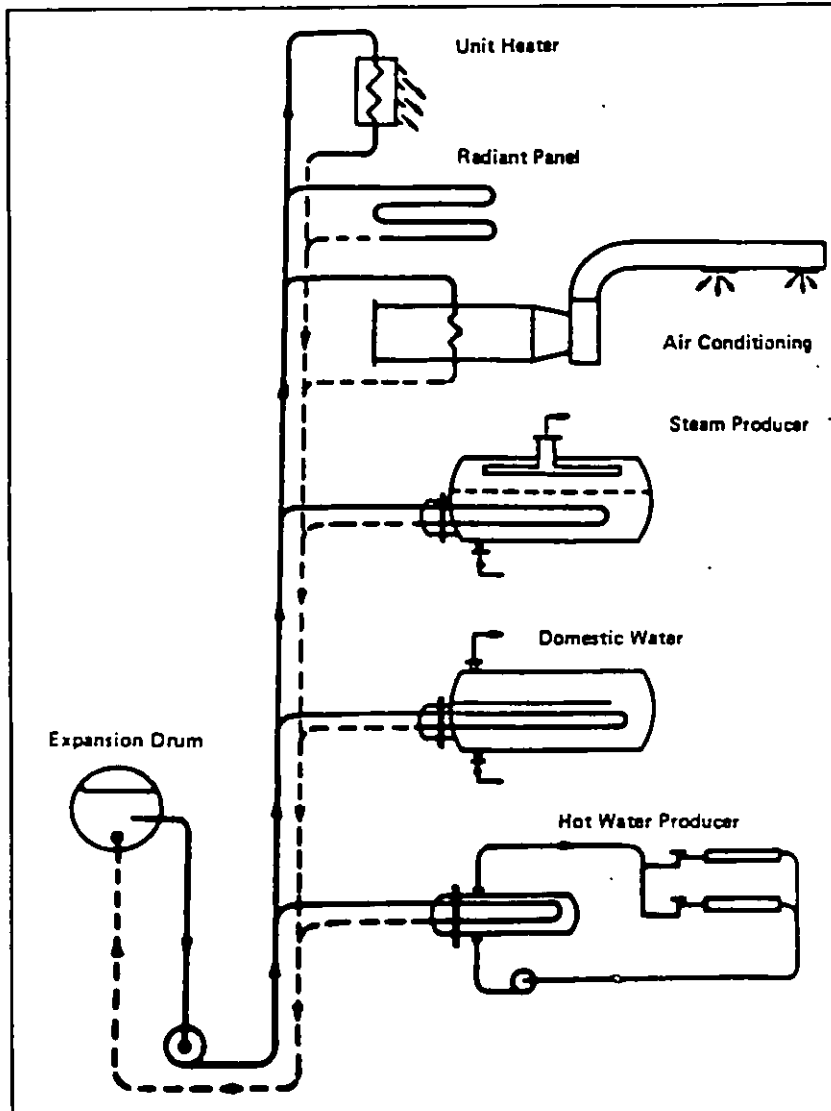 Unit Heater
Radiant Panel
Air Conditioning
Steam Producer
Domestic Water
Expansion Drum
Hot Water Producer